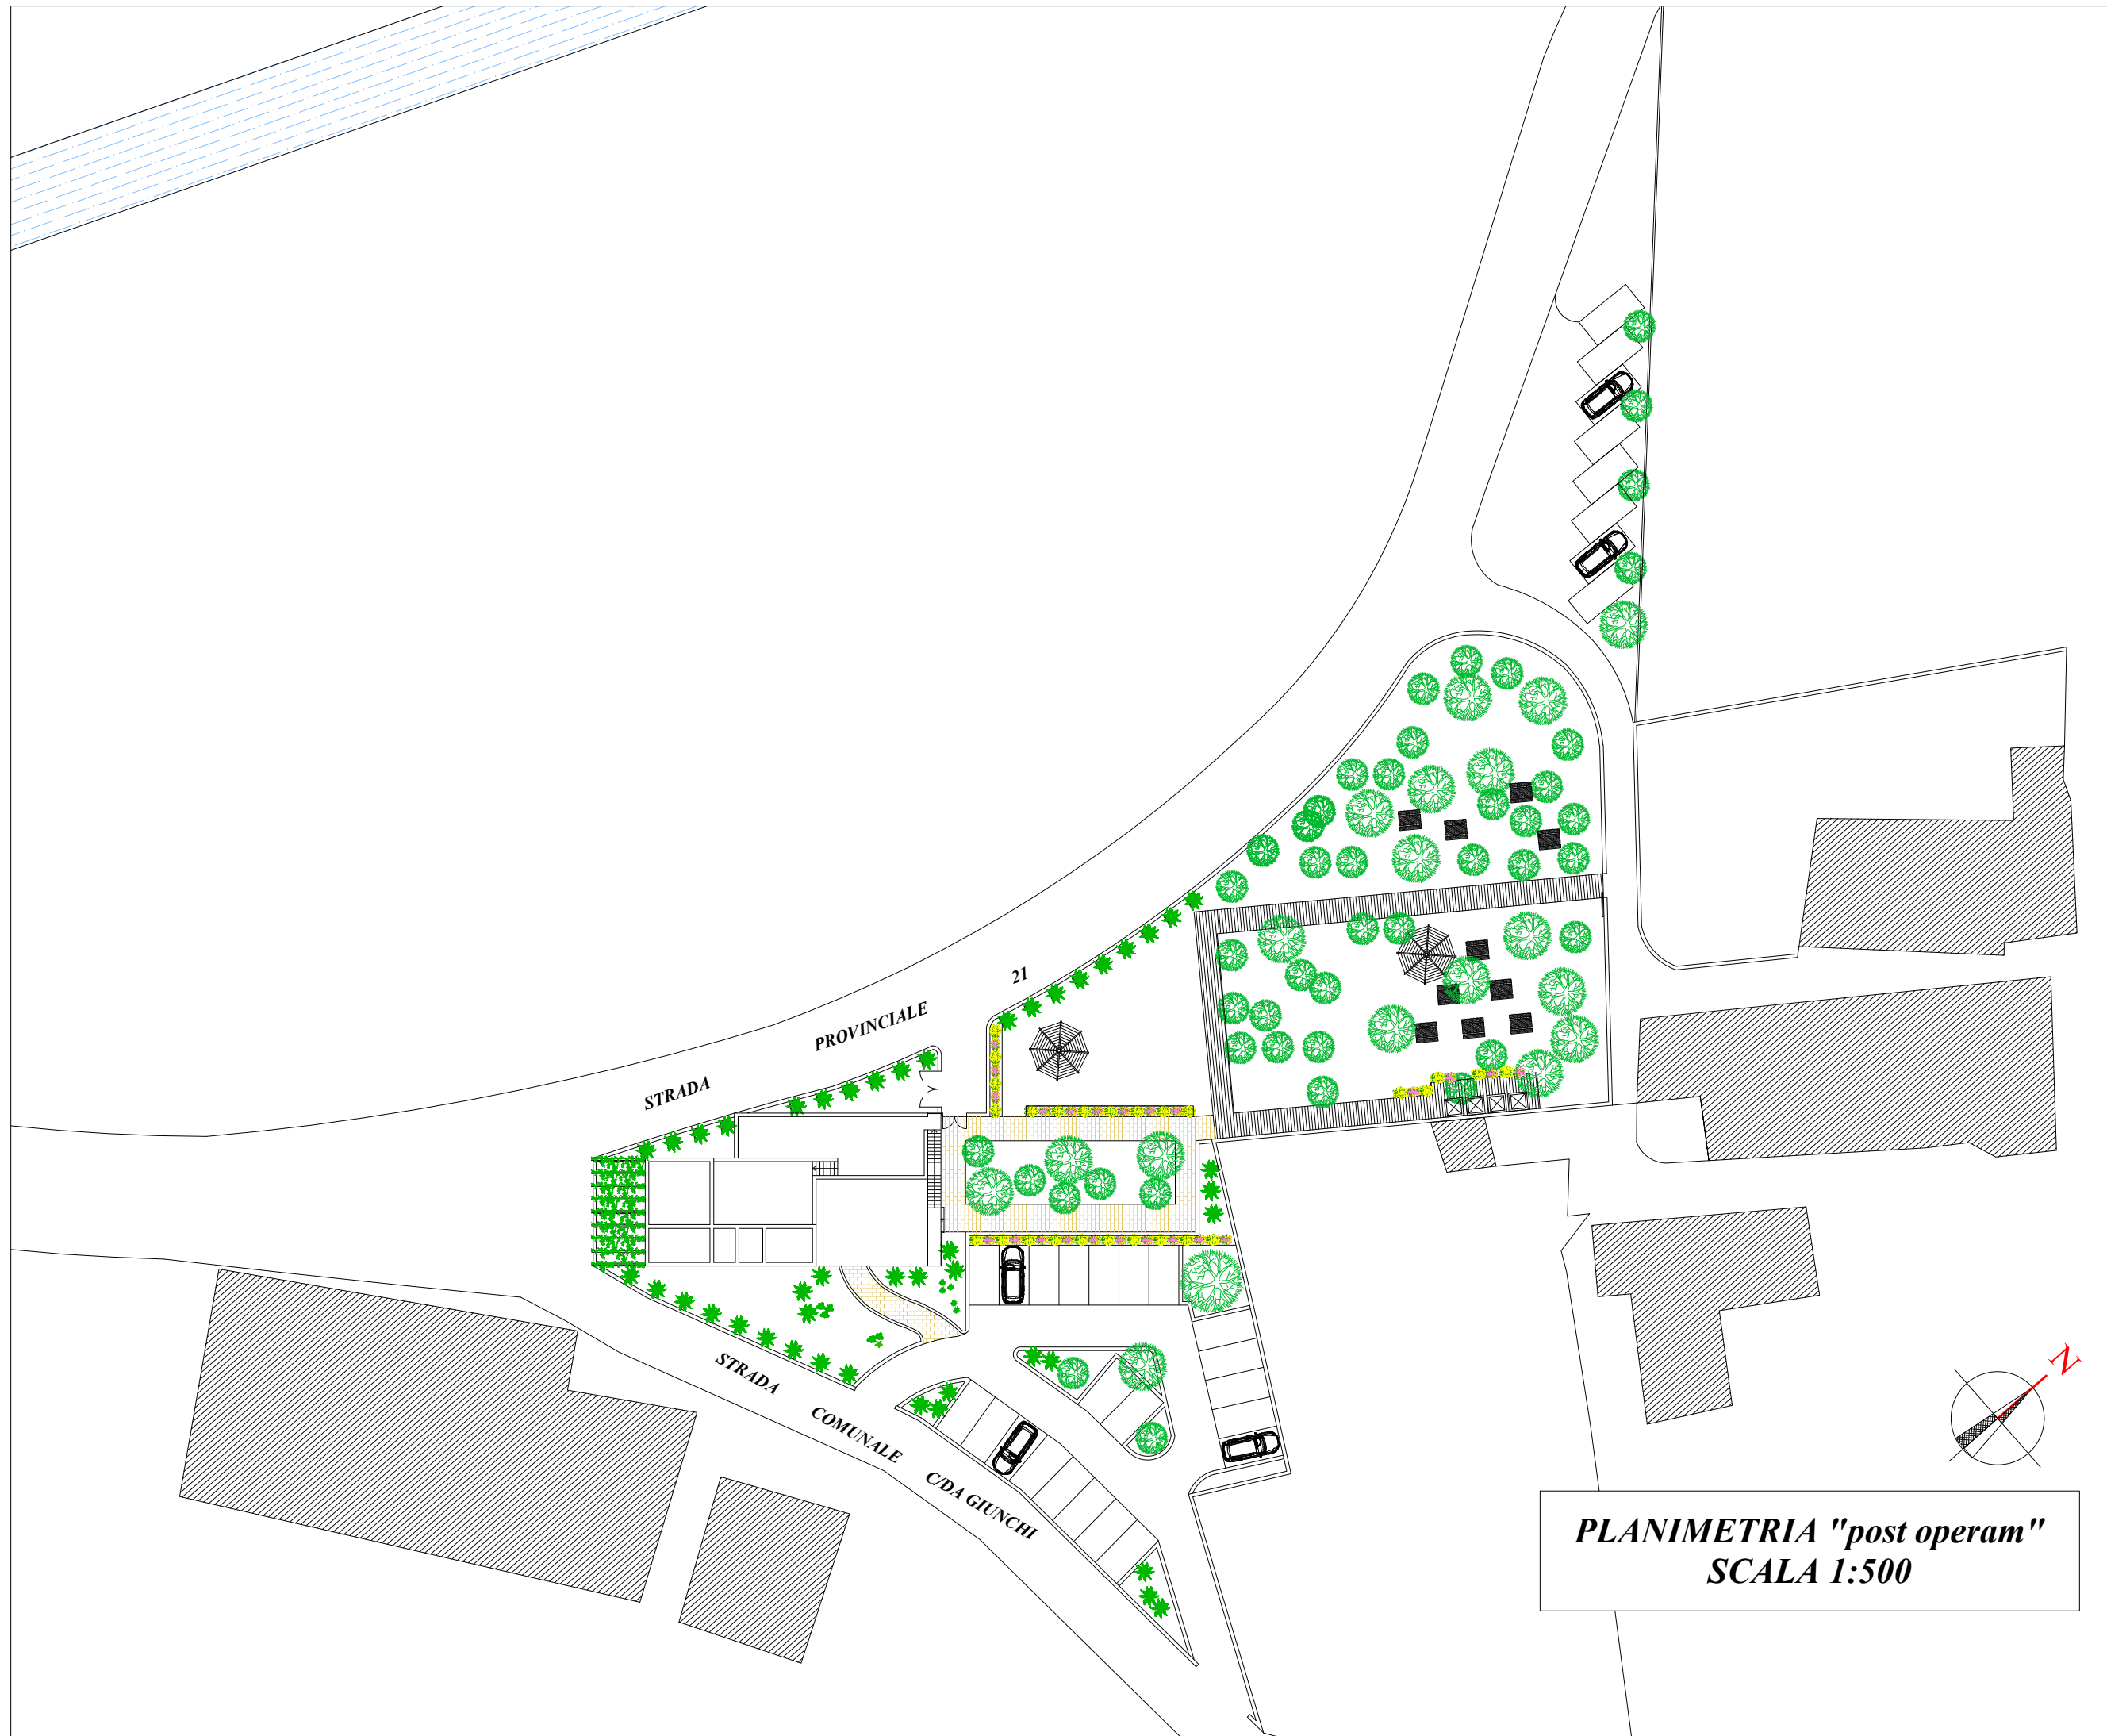 21
PROVINCIALE
STRADA
STRADA
COMUNALE
C/DA GIUNCHI
N
PLANIMETRIA "post operam"
SCALA 1:500